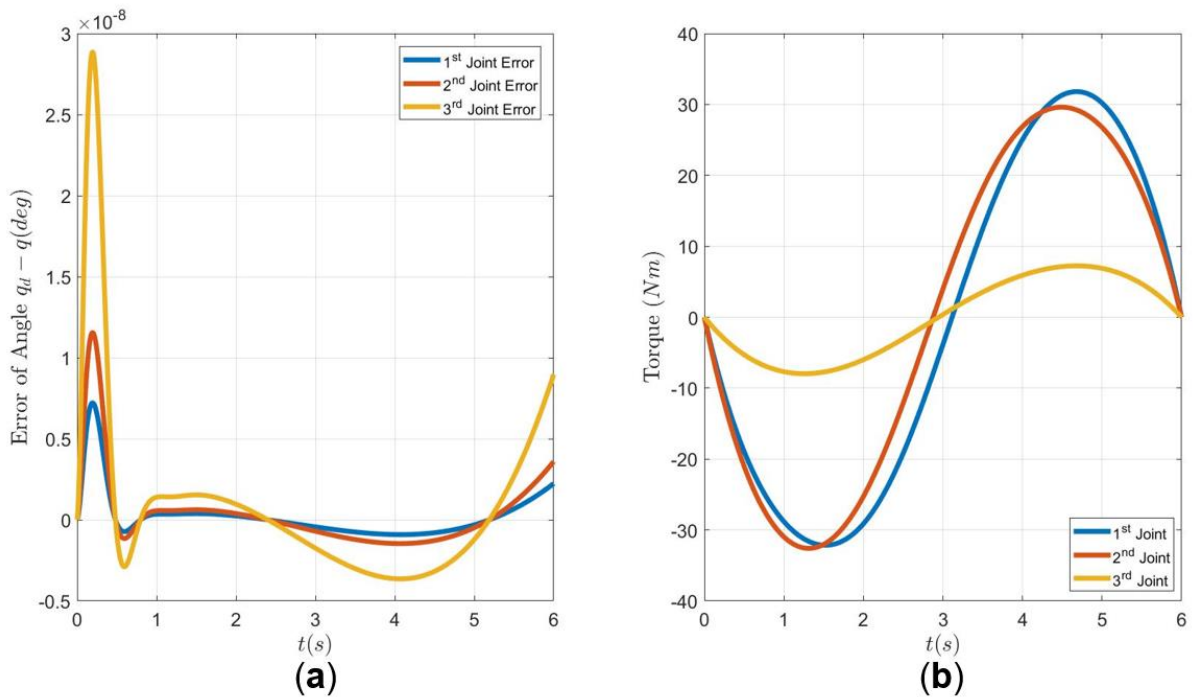 ×10⁻⁸
3
2.5
2
1.5
1
0.5
0
-0.5
Error of Angle q_d − q(deg)
1ˢᵗ Joint Error
2ⁿᵈ Joint Error
3ʳᵈ Joint Error
0 1 2 3 4 5 6
t(s)
(a)
40
30
20
10
0
-10
-20
-30
-40
Torque (Nm)
1ˢᵗ Joint
2ⁿᵈ Joint
3ʳᵈ Joint
0 1 2 3 4 5 6
t(s)
(b)